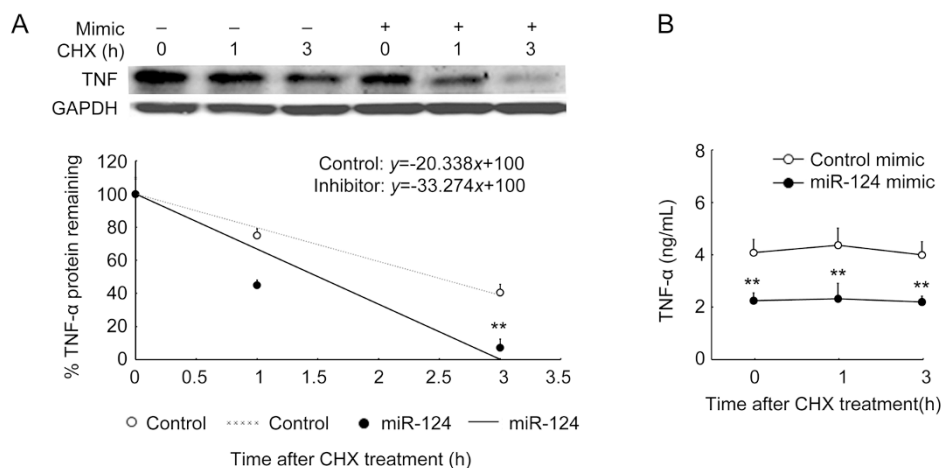 A
Mimic – – – + + +
CHX (h) 0 1 3 0 1 3
TNF
GAPDH
Control: y=-20.338x+100
Inhibitor: y=-33.274x+100
% TNF-α protein remaining
120
100
80
60
40
20
0
**
0 0.5 1 1.5 2 2.5 3 3.5
Control Control miR-124 miR-124
Time after CHX treatment (h)
B
Control mimic
miR-124 mimic
TNF-α (ng/mL)
8
6
4
2
0
** ** **
0 1 3
Time after CHX treatment(h)